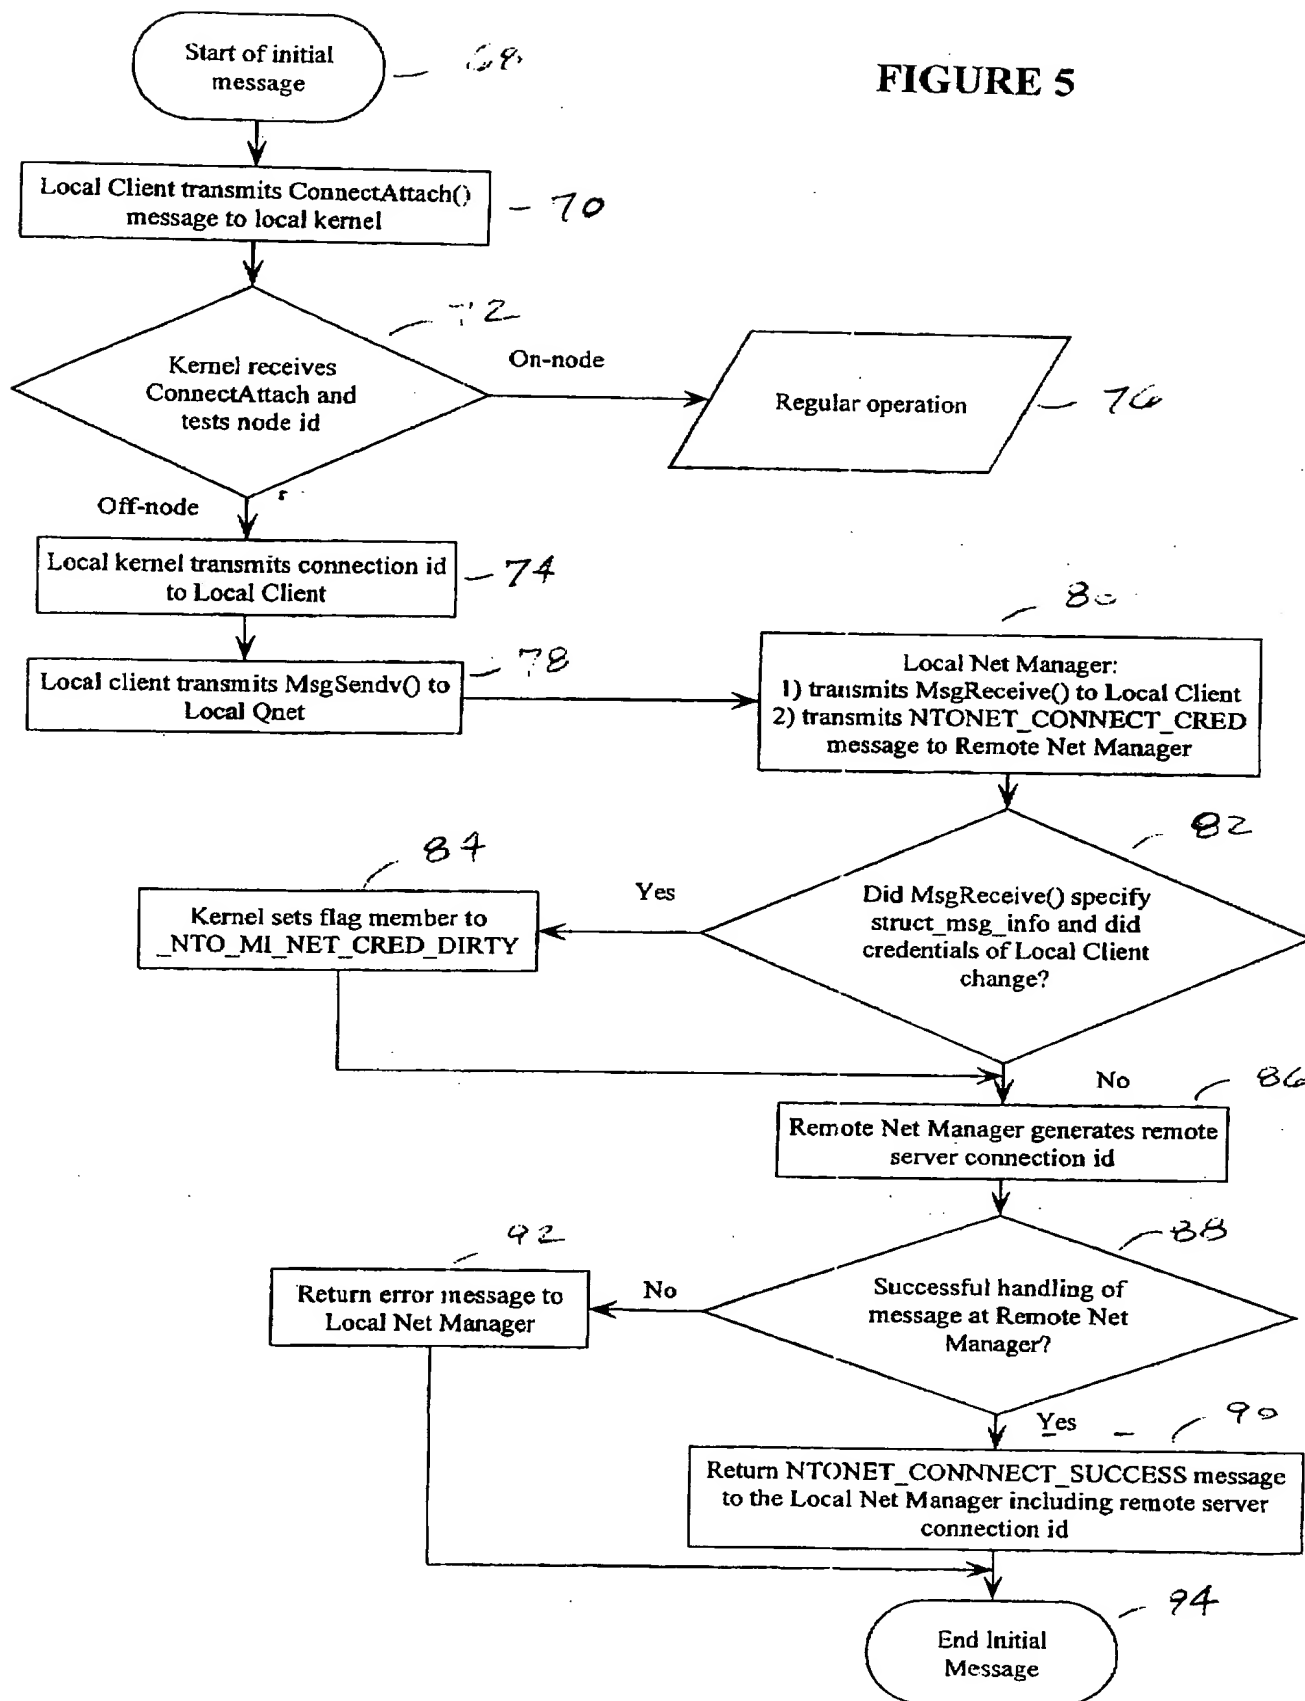 Start of initial
message
68
FIGURE 5
Local Client transmits ConnectAttach()
message to local kernel
70
72
Kernel receives
ConnectAttach and
tests node id
On-node
Regular operation
76
Off-node
Local kernel transmits connection id
to Local Client
74
Local client transmits MsgSendv() to
Local Qnet
78
80
Local Net Manager:
1) transmits MsgReceive() to Local Client
2) transmits NTONET_CONNECT_CRED
message to Remote Net Manager
82
Did MsgReceive() specify
struct_msg_info and did
credentials of Local Client
change?
Yes
84
Kernel sets flag member to
_NTO_MI_NET_CRED_DIRTY
No
86
Remote Net Manager generates remote
server connection id
88
Successful handling of
message at Remote Net
Manager?
No
92
Return error message to
Local Net Manager
Yes
90
Return NTONET_CONNNECT_SUCCESS message
to the Local Net Manager including remote server
connection id
94
End Initial
Message